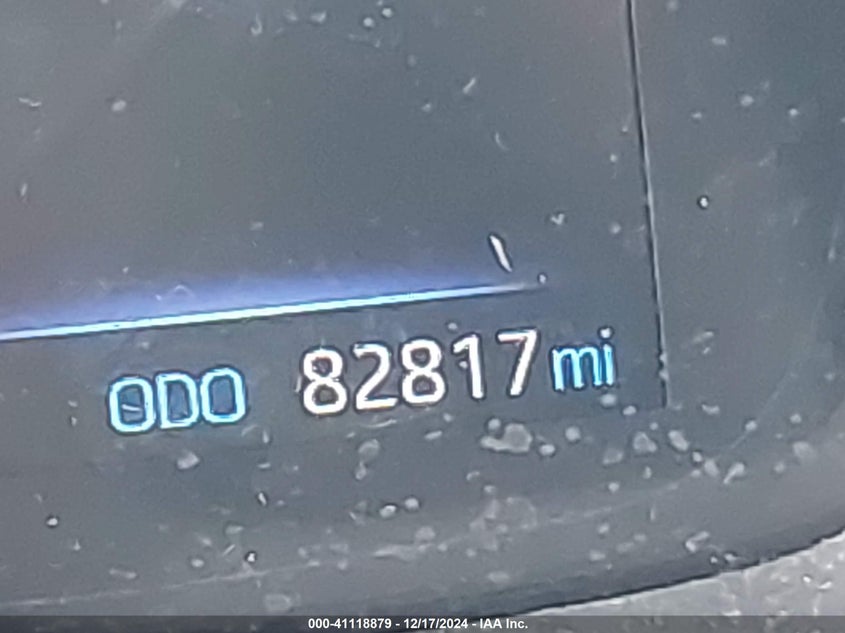 ODO 82817 mi
000-41118879 - 12/17/2024 - IAA Inc.